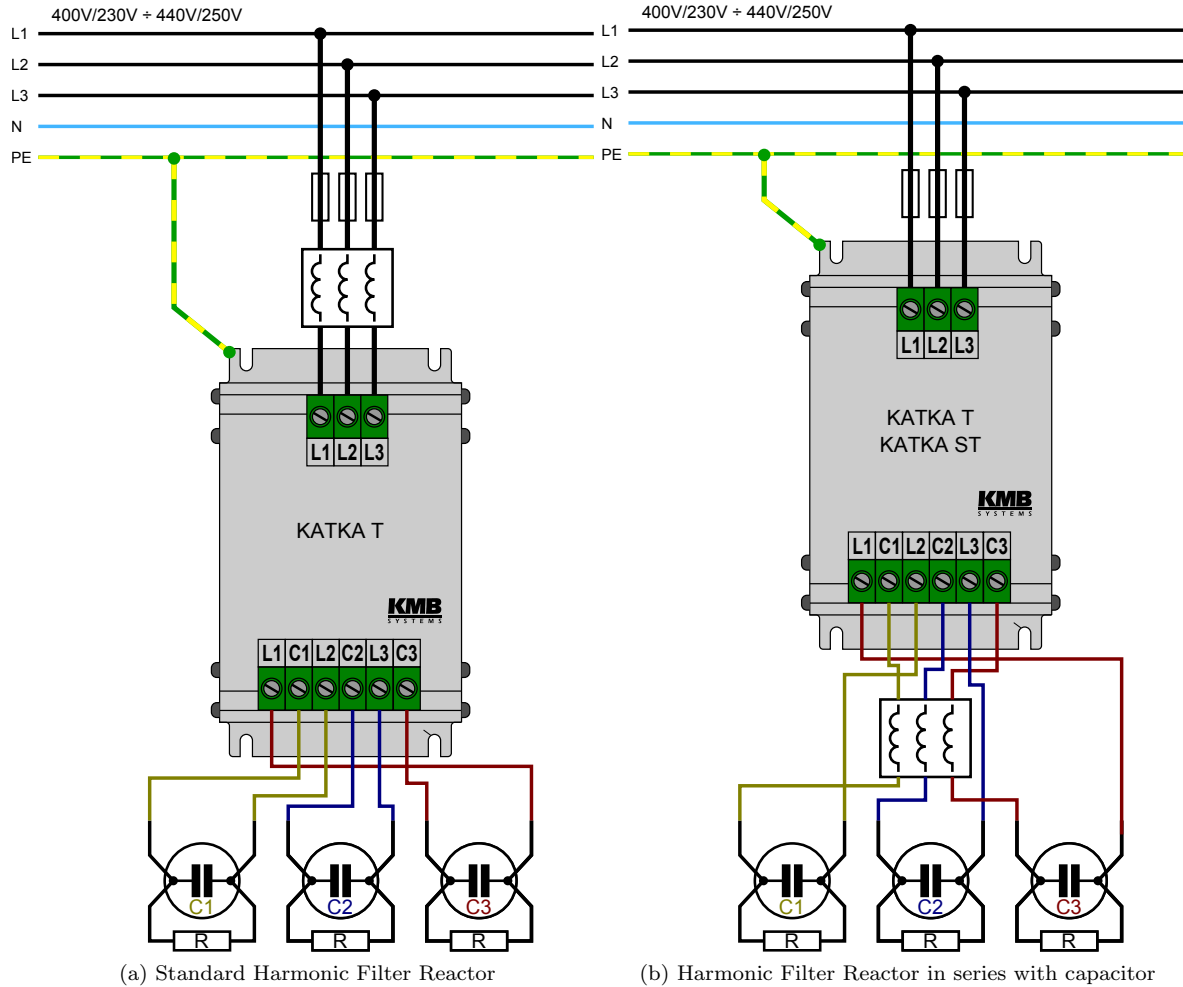 400V/230V ÷ 440V/250V
L1
L2
L3
N
PE
L1 L2 L3
KATKA T
KMB
SYSTEMS
L1 C1 L2 C2 L3 C3
C1 C2 C3
R R R
(a) Standard Harmonic Filter Reactor
400V/230V ÷ 440V/250V
L1
L2
L3
N
PE
L1 L2 L3
KATKA T
KATKA ST
KMB
SYSTEMS
L1 C1 L2 C2 L3 C3
C1 C2 C3
R R R
(b) Harmonic Filter Reactor in series with capacitor